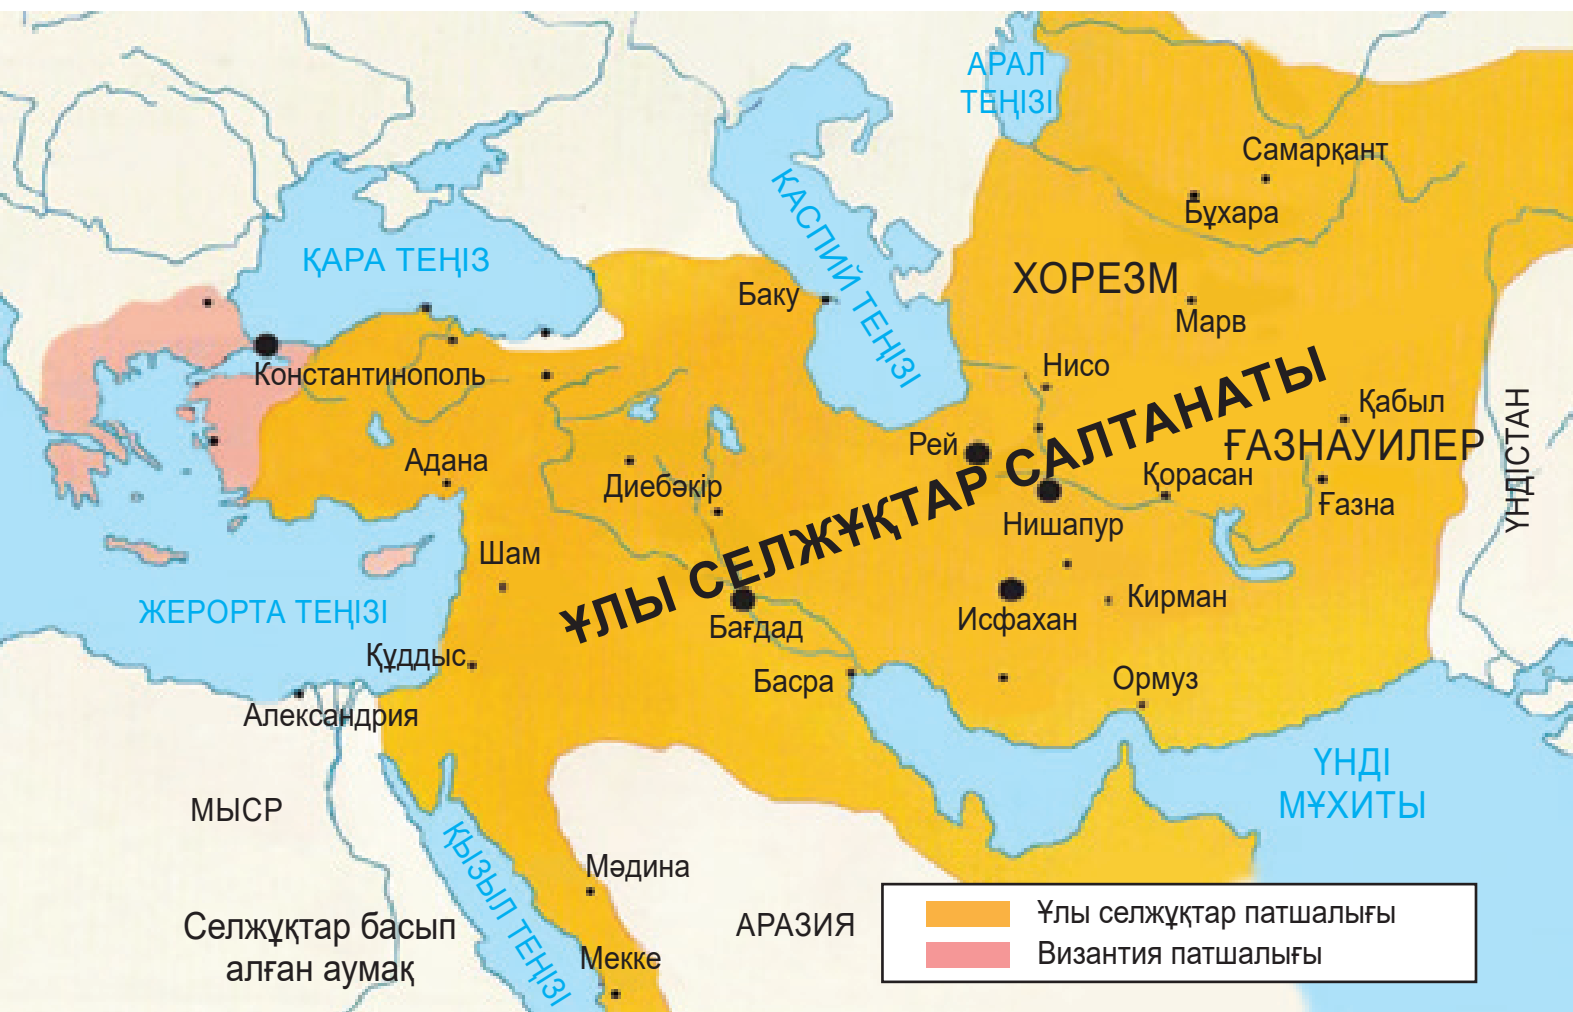 АРАЛ
ТЕҢІЗІ
Самарқант
Бұхара
КАСПИЙ ТЕҢІЗІ
ҚАРА ТЕҢІЗ
ХОРЕЗМ
Баку
Марв
Константинополь
Нисо
Қабыл
ҮНДІСТАН
ҰЛЫ СЕЛЖҰҚТАР САЛТАНАТЫ
Рей
ҒАЗНАУИЛЕР
Адана
Диебәкір
Қорасан
Ғазна
Нишапур
Шам
ЖЕРОРТА ТЕҢІЗІ
Бағдад
Исфахан
Кирман
Құддыс
Басра
Ормуз
Александрия
ҮНДІ
МҰХИТЫ
МЫСР
ҚЫЗЫЛ ТЕҢІЗ
Мәдина
АРАЗИЯ
Селжұқтар басып
алған аумақ
Мекке
Ұлы селжұқтар патшалығы
Византия патшалығы